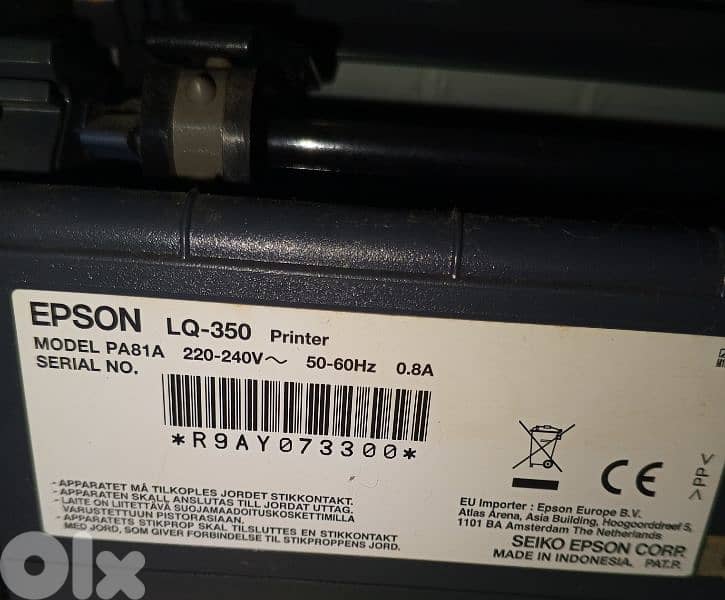 EPSON LQ-350 Printer
MODEL PA81A 220-240V~ 50-60Hz 0.8A
SERIAL NO.
*R9AY073300*
- APPARATET MÅ TILKOPLES JORDET STIKKONTAKT.
- APPARATEN SKALL ANSLUTAS TILL JORDAT UTTAG.
- LAITE ON LIITETTÄVÄ SUOJAMAADOITUSKOSKETTIMILLA
VARUSTETTUUN PISTORASIAAN.
- APPARATETS STIKPROP SKAL TILSLUTTES EN STIKKONTAKT
MED JORD, SOM GIVER FORBINDELSE TIL STIKPROPPENS JORD.
CE
>PP<
EU Importer : Epson Europe B.V.
Atlas Arena, Asia Building, Hoogoorddreef 5,
1101 BA Amsterdam The Netherlands
SEIKO EPSON CORP.
MADE IN INDONESIA. PAT.R.
OLX